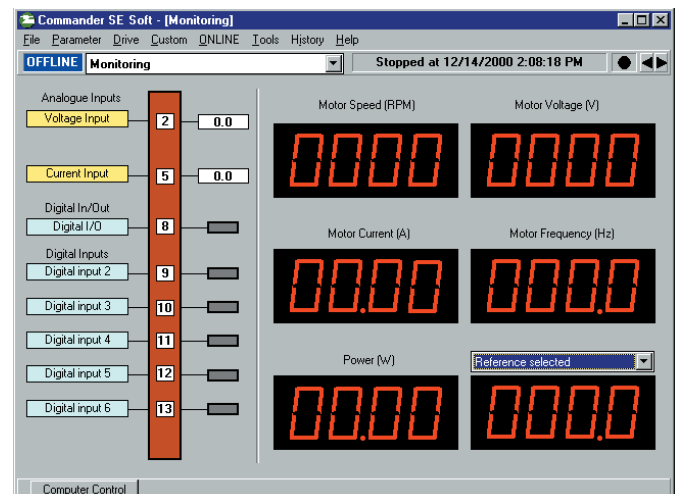 Commander SE Soft - [Monitoring]
File Parameter Drive Custom ONLINE Tools History Help
OFFLINE Monitoring Stopped at 12/14/2000 2:08:18 PM
Analogue Inputs
Voltage Input 2 0.0
Current Input 5 0.0
Digital In/Out
Digital I/O 8
Digital Inputs
Digital input 2 9
Digital input 3 10
Digital input 4 11
Digital input 5 12
Digital input 6 13
Motor Speed (RPM) Motor Voltage (V)
0000 0000
Motor Current (A) Motor Frequency (Hz)
00.00 000.0
Power (W) Reference selected
00.00 000.0
Computer Control